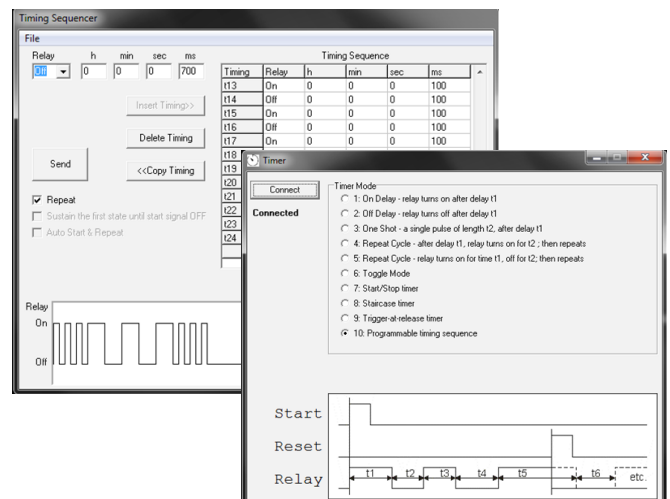 Timing Sequencer
File
Relay h min sec ms
Off 0 0 0 700
Insert Timing>>
Delete Timing
Send
<<Copy Timing
Repeat
Sustain the first state until start signal OFF
Auto Start & Repeat
Timing Sequence
Timing Relay h min sec ms
t13 On 0 0 0 100
t14 Off 0 0 0 100
t15 On 0 0 0 100
t16 Off 0 0 0 100
t17 On 0 0 0 100
t18
t19
t20
t21
t22
t23
t24
Relay
On
Off
Timer
Connect
Connected
Timer Mode
1: On Delay - relay turns on after delay t1
2: Off Delay - relay turns off after delay t1
3: One Shot - a single pulse of length t2, after delay t1
4: Repeat Cycle - after delay t1, relay turns on for t2 ; then repeats
5: Repeat Cycle - relay turns on for time t1, off for t2; then repeats
6: Toggle Mode
7: Start/Stop timer
8: Staircase timer
9: Trigger-at-release timer
10: Programmable timing sequence
Start
Reset
Relay
t1 t2 t3 t4 t5 t6 etc.